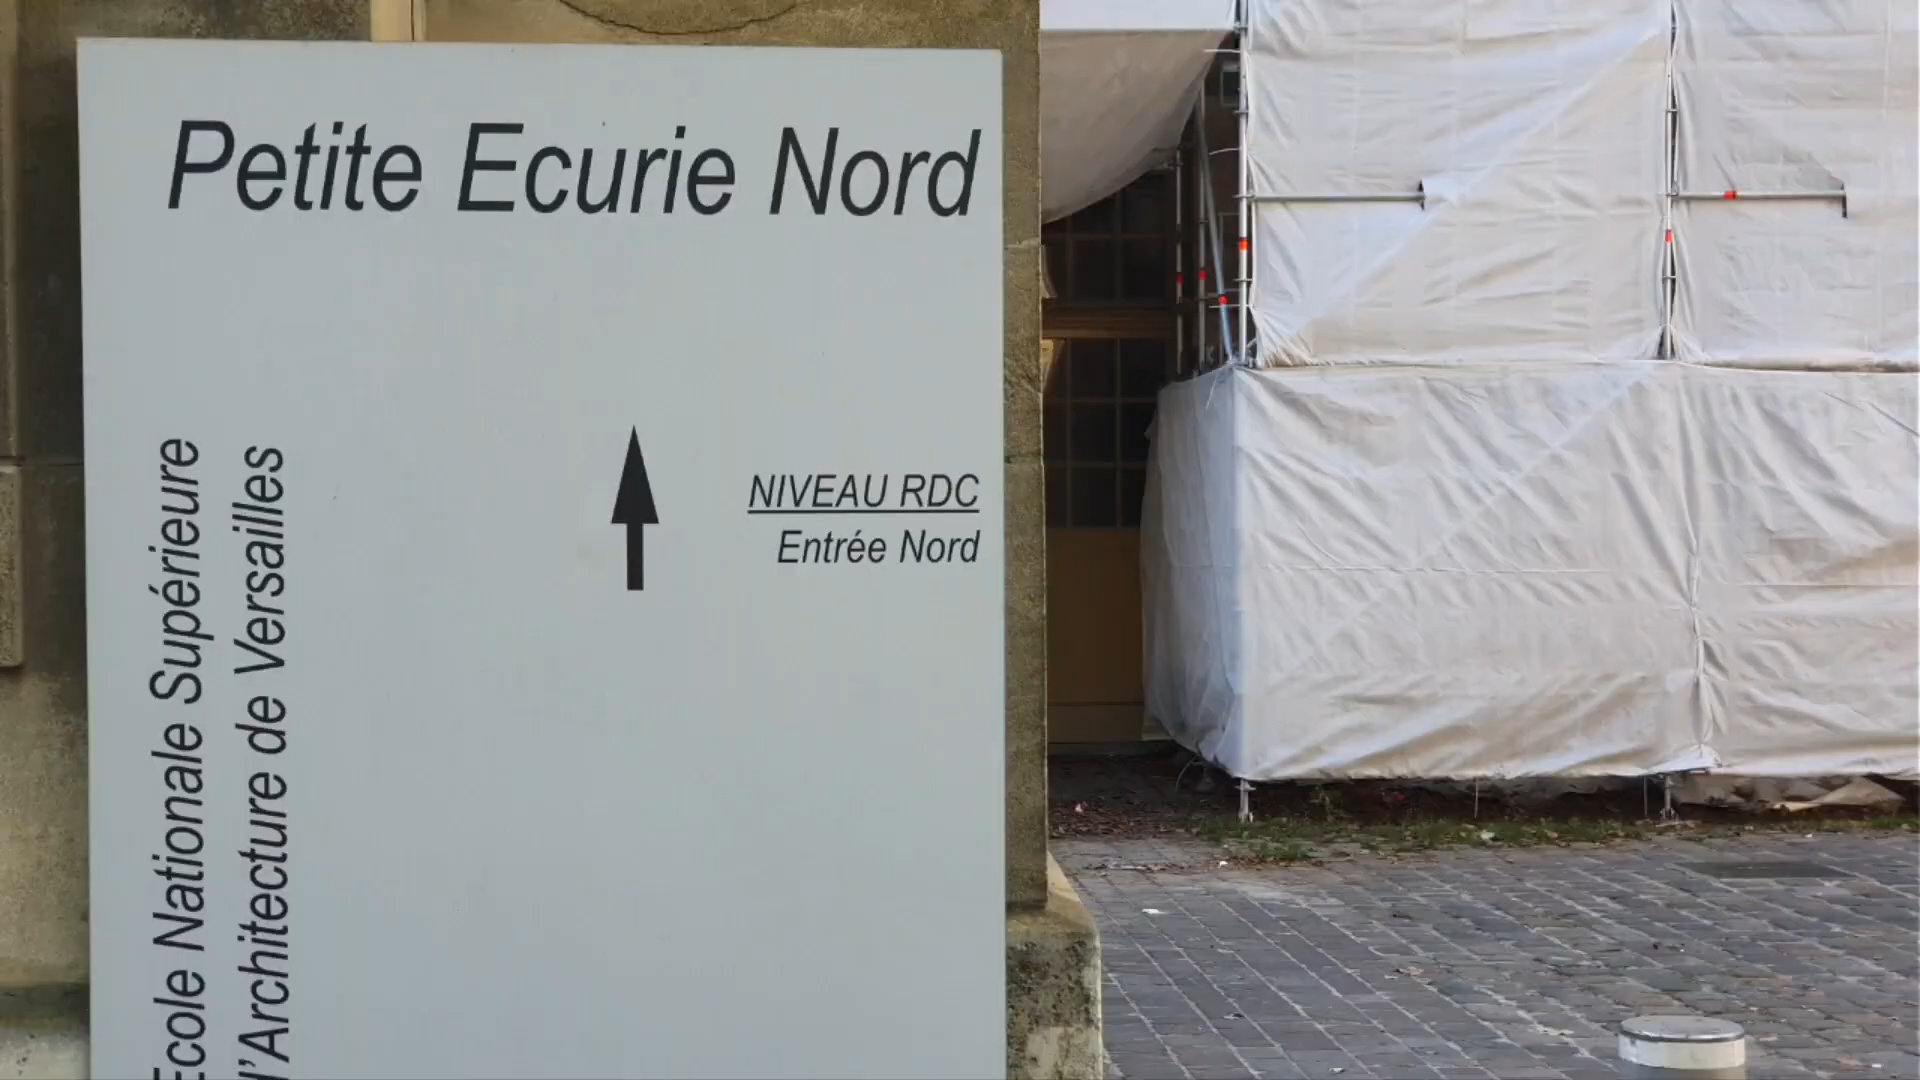 Petite Ecurie Nord
NIVEAU RDC
Entrée Nord
Ecole Nationale Supérieure
d'Architecture de Versailles